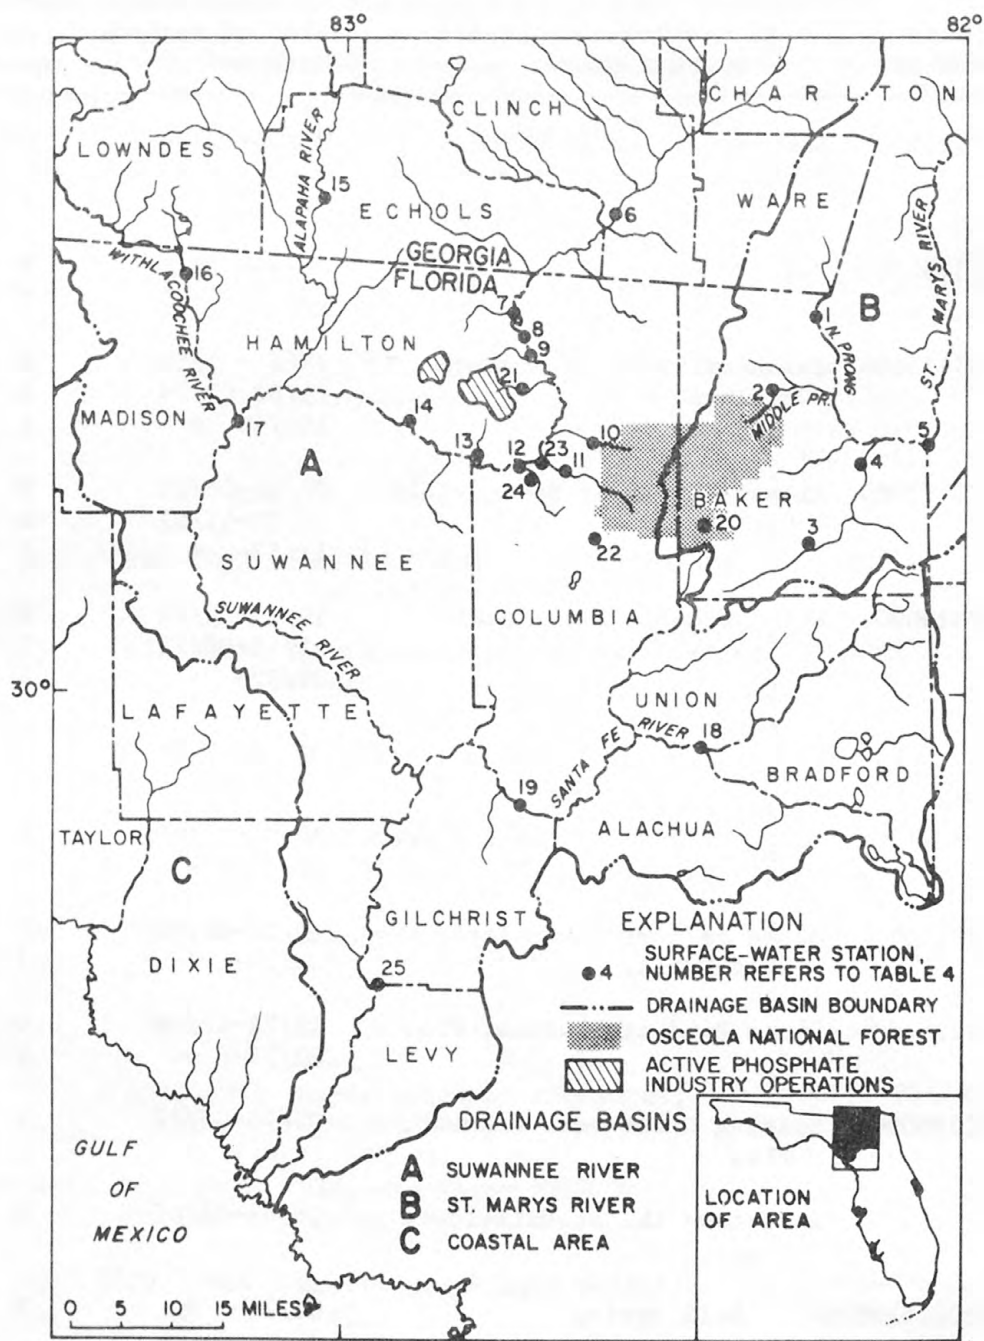 83°
82°
CLINCH
CHARLTON
LOWNDES
ALAPAHA RIVER
15
ECHOLS
6
WARE
ST. MARYS RIVER
GEORGIA
FLORIDA
WITHLACOOCHEE RIVER
16
7
8
9
B
1
N. PRONG
HAMILTON
21
2
MIDDLE PR.
MADISON
17
14
A
13
12
23
11
10
24
5
4
BAKER
20
3
22
SUWANNEE
COLUMBIA
SUWANNEE RIVER
30°
LAFAYETTE
UNION
SANTA FE RIVER
18
BRADFORD
19
ALACHUA
TAYLOR
C
GILCHRIST
DIXIE
25
LEVY
EXPLANATION
4 SURFACE-WATER STATION,
NUMBER REFERS TO TABLE 4
DRAINAGE BASIN BOUNDARY
OSCEOLA NATIONAL FOREST
ACTIVE PHOSPHATE
INDUSTRY OPERATIONS
DRAINAGE BASINS
A SUWANNEE RIVER
B ST. MARYS RIVER
C COASTAL AREA
LOCATION
OF AREA
GULF
OF
MEXICO
0 5 10 15 MILES